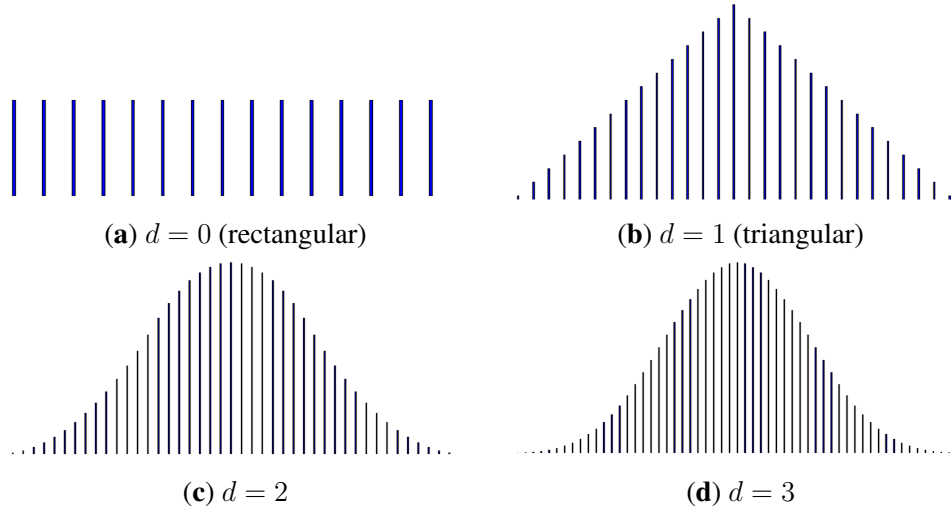 (a) d = 0 (rectangular)
(b) d = 1 (triangular)
(c) d = 2
(d) d = 3